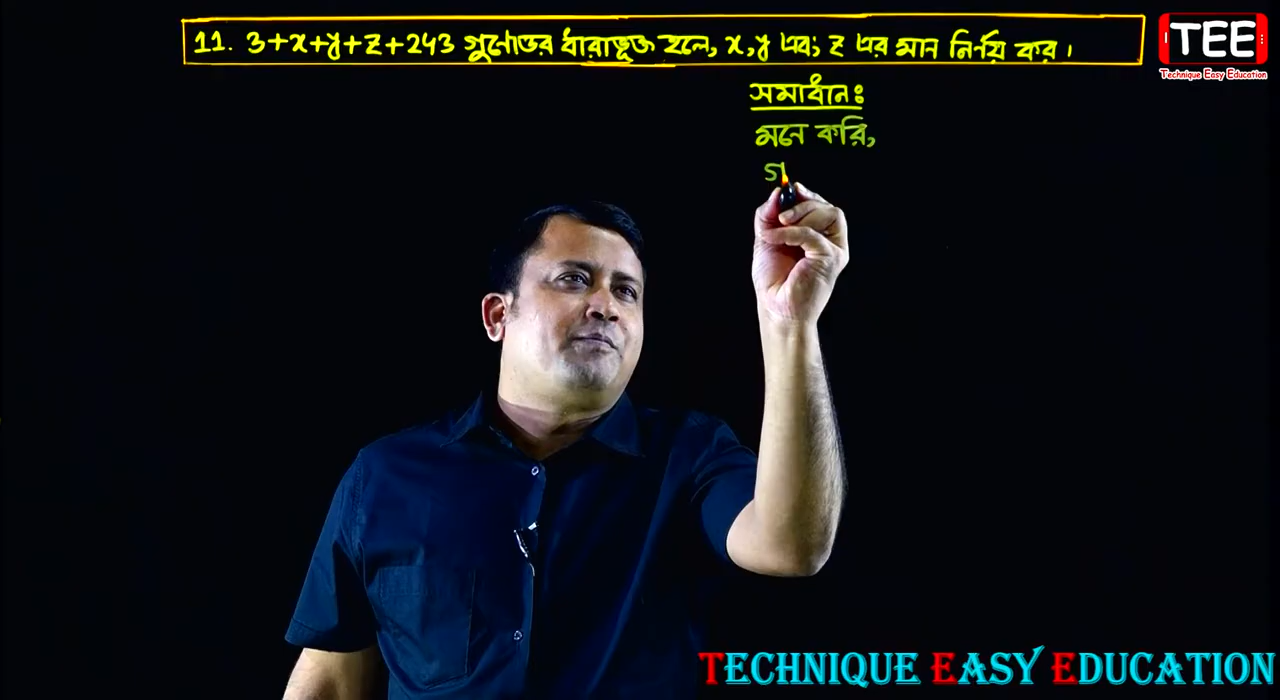 11. 3+x+y+z+243 গুণোত্তর ধারাভুক্ত হলে, x,y এবং z এর মান নির্ণয় কর।
TEE
Technique Easy Education
সমাধানঃ
মনে করি,
TECHNIQUE EASY EDUCATION